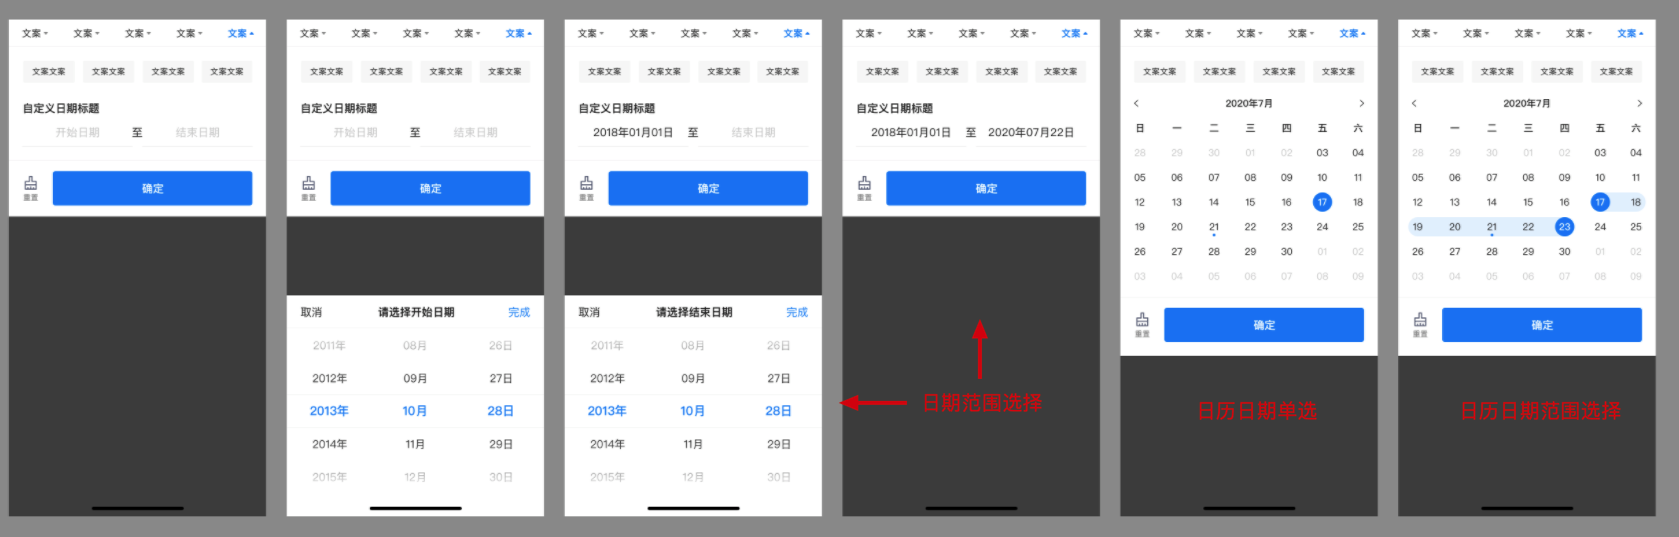 文案 文案 文案 文案 文案
文案文案 文案文案 文案文案 文案文案
自定义日期标题
开始日期 至 结束日期
重置 确定
文案 文案 文案 文案 文案
文案文案 文案文案 文案文案 文案文案
自定义日期标题
开始日期 至 结束日期
重置 确定
取消 请选择开始日期 完成
2011年 08月 26日
2012年 09月 27日
2013年 10月 28日
2014年 11月 29日
2015年 12月 30日
文案 文案 文案 文案 文案
文案文案 文案文案 文案文案 文案文案
自定义日期标题
2018年01月01日 至 结束日期
重置 确定
取消 请选择结束日期 完成
2011年 08月 26日
2012年 09月 27日
2013年 10月 28日
2014年 11月 29日
2015年 12月 30日
文案 文案 文案 文案 文案
文案文案 文案文案 文案文案 文案文案
自定义日期标题
2018年01月01日 至 2020年07月22日
重置 确定
日期范围选择
文案 文案 文案 文案 文案
文案文案 文案文案 文案文案 文案文案
2020年7月
日 一 二 三 四 五 六
28 29 30 01 02 03 04
05 06 07 08 09 10 11
12 13 14 15 16 17 18
19 20 21 22 23 24 25
26 27 28 29 30 01 02
03 04 05 06 07 08 09
重置 确定
日历日期单选
文案 文案 文案 文案 文案
文案文案 文案文案 文案文案 文案文案
2020年7月
日 一 二 三 四 五 六
28 29 30 01 02 03 04
05 06 07 08 09 10 11
12 13 14 15 16 17 18
19 20 21 22 23 24 25
26 27 28 29 30 01 02
03 04 05 06 07 08 09
重置 确定
日历日期范围选择